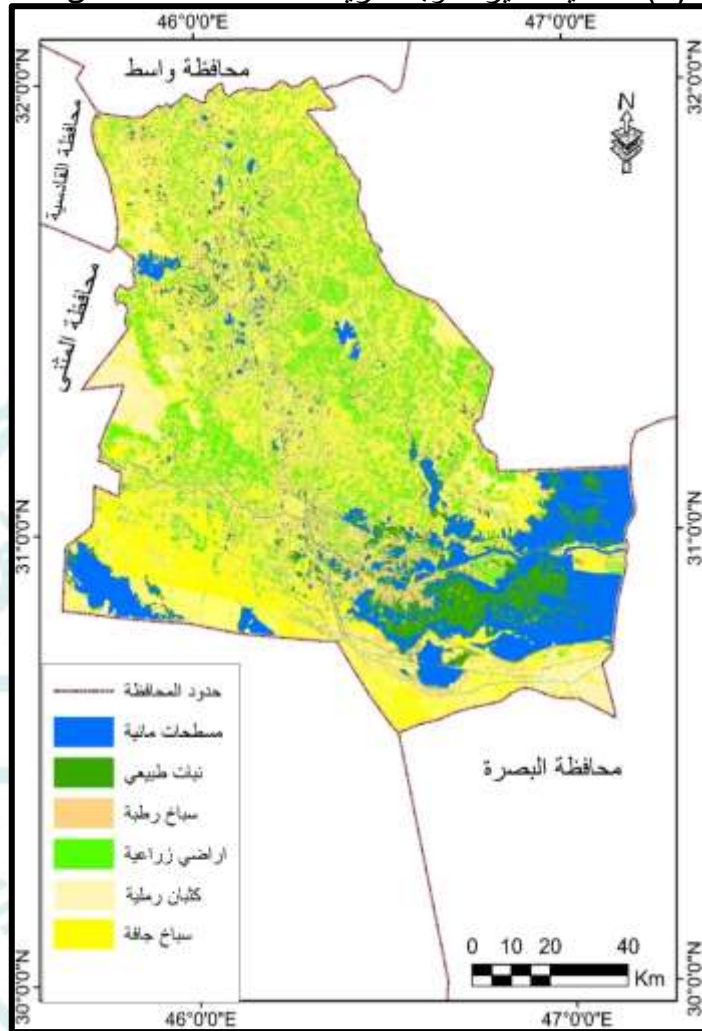 46°0'0"E 47°0'0"E
32°0'0"N 32°0'0"N
محافظة واسط
محافظة القادسية
محافظة المثنى
N
31°0'0"N 31°0'0"N
محافظة البصرة
حدود المحافظة
مسطحات مائية
نبات طبيعي
سباخ رطبة
اراضي زراعية
كثبان رملية
سباخ جافة
0 10 20 40
Km
30°0'0"N 30°0'0"N
46°0'0"E 47°0'0"E